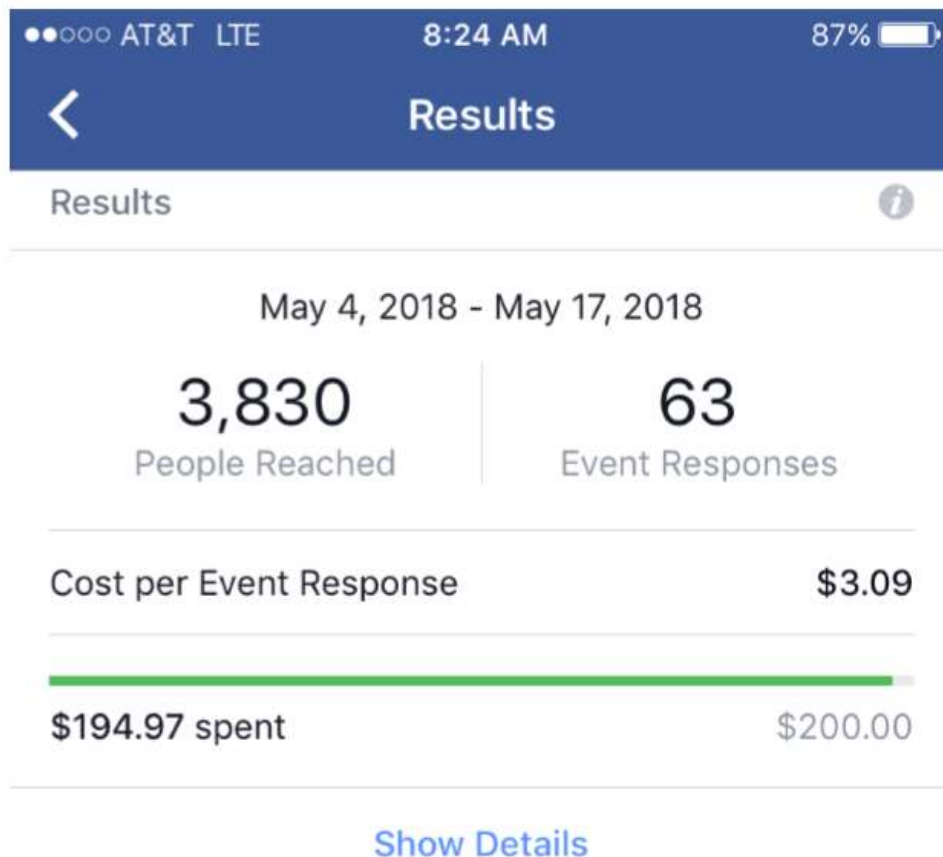 AT&T LTE 8:24 AM 87%
Results
Results
May 4, 2018 - May 17, 2018
3,830 63
People Reached Event Responses
Cost per Event Response $3.09
$194.97 spent $200.00
Show Details